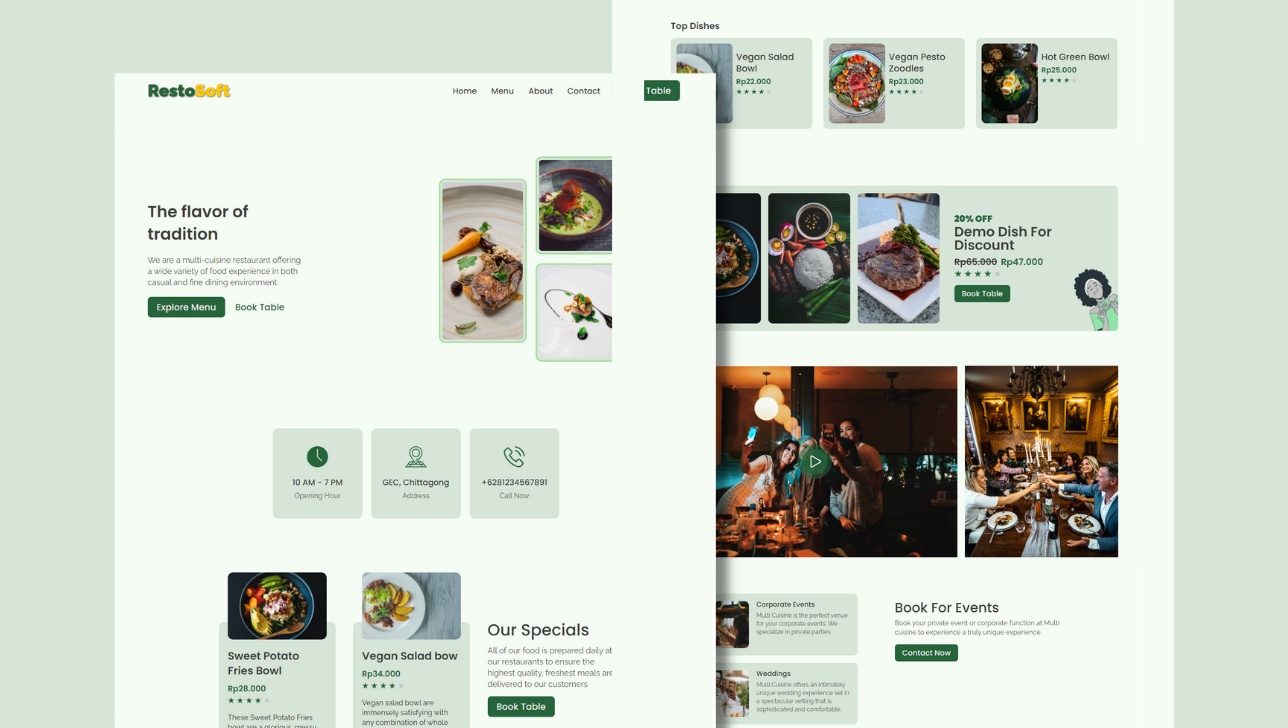 RestoSoft
Home Menu About Contact
Table
The flavor of
tradition
We are a multi-cuisine restaurant offering
a wide variety of food experience in both
casual and fine dining environment.
Explore Menu Book Table
10 AM - 7 PM
Opening Hour
GEC, Chittagong
Address
+6281234567891
Call Now
Sweet Potato
Fries Bowl
Rp28.000
These Sweet Potato Fries
Vegan Salad bow
Rp34.000
Vegan salad bowl are
immensely satisfying with
any combination of whole
Our Specials
All of our food is prepared daily at
our restaurants to ensure the
highest quality, freshest meals are
delivered to our customers
Book Table
Top Dishes
Vegan Salad
Bowl
Rp22.000
Vegan Pesto
Zoodles
Rp23.000
Hot Green Bowl
Rp25.000
20% OFF
Demo Dish For
Discount
Rp65.000 Rp47.000
Book Table
Corporate Events
Multi Cuisine is the perfect venue
for your corporate events. We
specialize in private parties.
Weddings
Multi Cuisine offers an intimately
unique wedding experience set in
a spectacular setting that is
sophisticated and comfortable.
Book For Events
Book your private event or corporate function at Multi
cuisine to experience a truly unique experience.
Contact Now